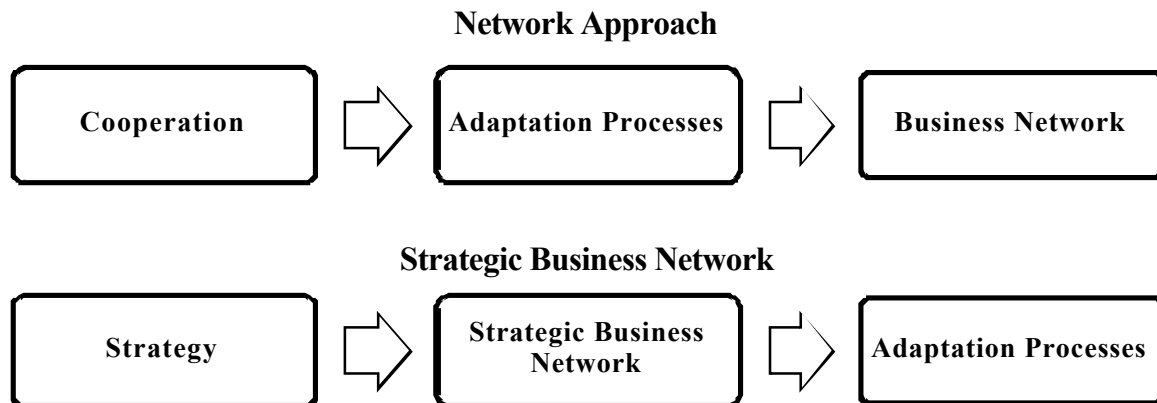 Network Approach
Cooperation
Adaptation Processes
Business Network
Strategic Business Network
Strategy
Strategic Business
Network
Adaptation Processes